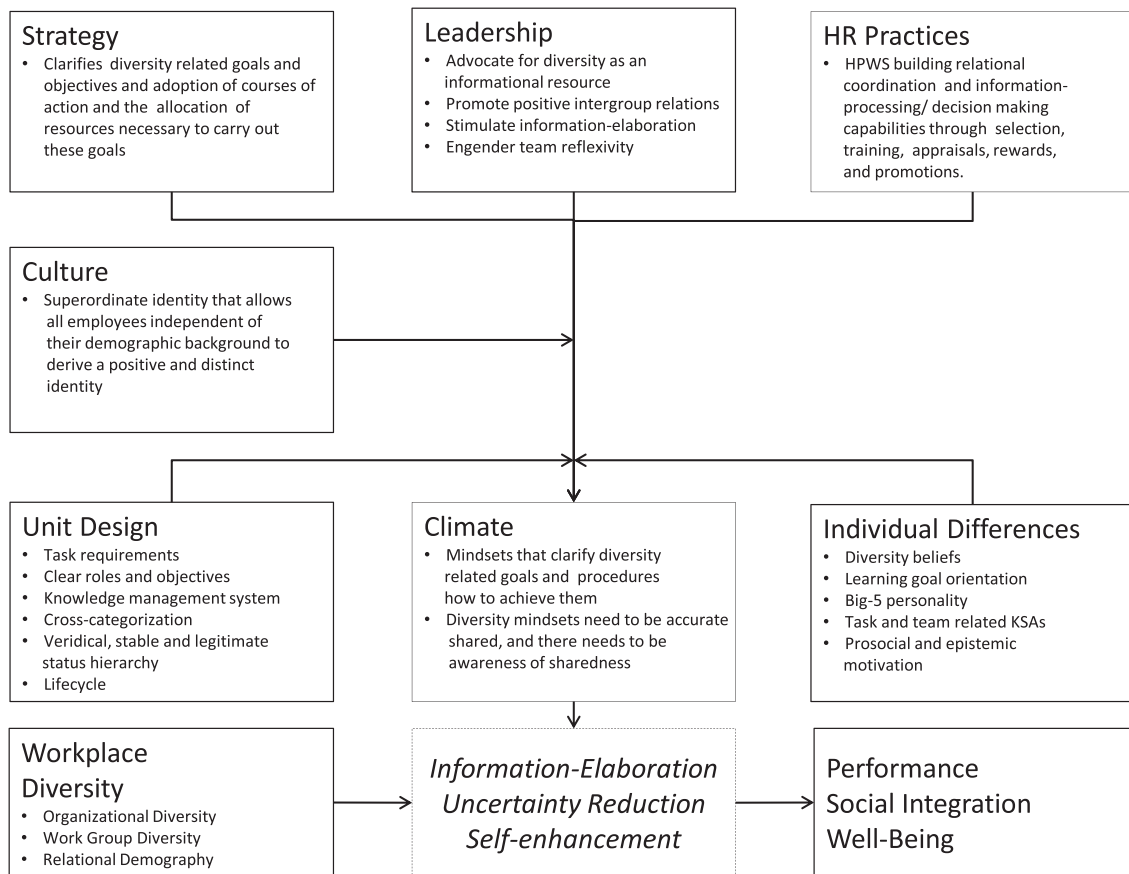 Strategy
• Clarifies diversity related goals and
objectives and adoption of courses of
action and the allocation of
resources necessary to carry out
these goals
Leadership
• Advocate for diversity as an
informational resource
• Promote positive intergroup relations
• Stimulate information-elaboration
• Engender team reflexivity
HR Practices
• HPWS building relational
coordination and information-
processing/ decision making
capabilities through selection,
training, appraisals, rewards,
and promotions.
Culture
• Superordinate identity that allows
all employees independent of
their demographic background to
derive a positive and distinct
identity
Unit Design
• Task requirements
• Clear roles and objectives
• Knowledge management system
• Cross-categorization
• Veridical, stable and legitimate
status hierarchy
• Lifecycle
Climate
• Mindsets that clarify diversity
related goals and procedures
how to achieve them
• Diversity mindsets need to be accurate
shared, and there needs to be
awareness of sharedness
Individual Differences
• Diversity beliefs
• Learning goal orientation
• Big-5 personality
• Task and team related KSAs
• Prosocial and epistemic
motivation
Workplace
Diversity
• Organizational Diversity
• Work Group Diversity
• Relational Demography
Information-Elaboration
Uncertainty Reduction
Self-enhancement
Performance
Social Integration
Well-Being